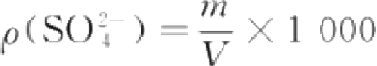 ρ(SO₄²⁻) = m/V × 1 000